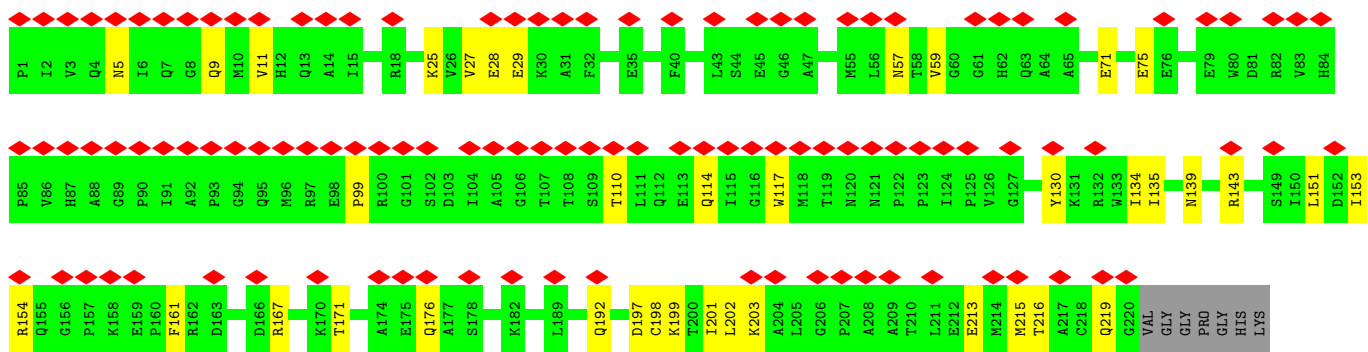 P1 I2 V3 Q4 N5 I6 Q7 G8 Q9 M10 V11 H12 Q13 A14 I15 R18 K25 V26 V27 E28 E29 K30 A31 F32 E35 F40 L43 S44 E45 G46 A47 M55 L56 N57 T58 V59 G60 G61 H62 Q63 A64 A65 E71 E75 E76 E79 W80 D81 R82 V83 H84
P85 V86 H87 A88 G89 P90 I91 A92 P93 G94 Q95 M96 R97 E98 P99 R100 G101 S102 D103 I104 A105 G106 T107 T108 S109 T110 L111 Q112 E113 Q114 I115 G116 W117 M118 T119 N120 N121 P122 P123 I124 P125 V126 G127 Y130 K131 R132 W133 I134 I135 N139 R143 S149 I150 L151 D152 I153
R154 Q155 G156 P157 K158 E159 P160 F161 R162 D163 D166 R167 K170 T171 A174 E175 Q176 A177 S178 K182 L189 Q192 D197 C198 K199 T200 I201 L202 K203 A204 L205 G206 P207 A208 A209 T210 L211 E212 E213 M214 M215 T216 A217 C218 Q219 G220 VAL GLY GLY PRO GLY HIS LYS